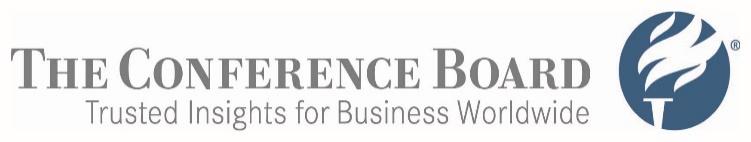 THE CONFERENCE BOARD ®
Trusted Insights for Business Worldwide